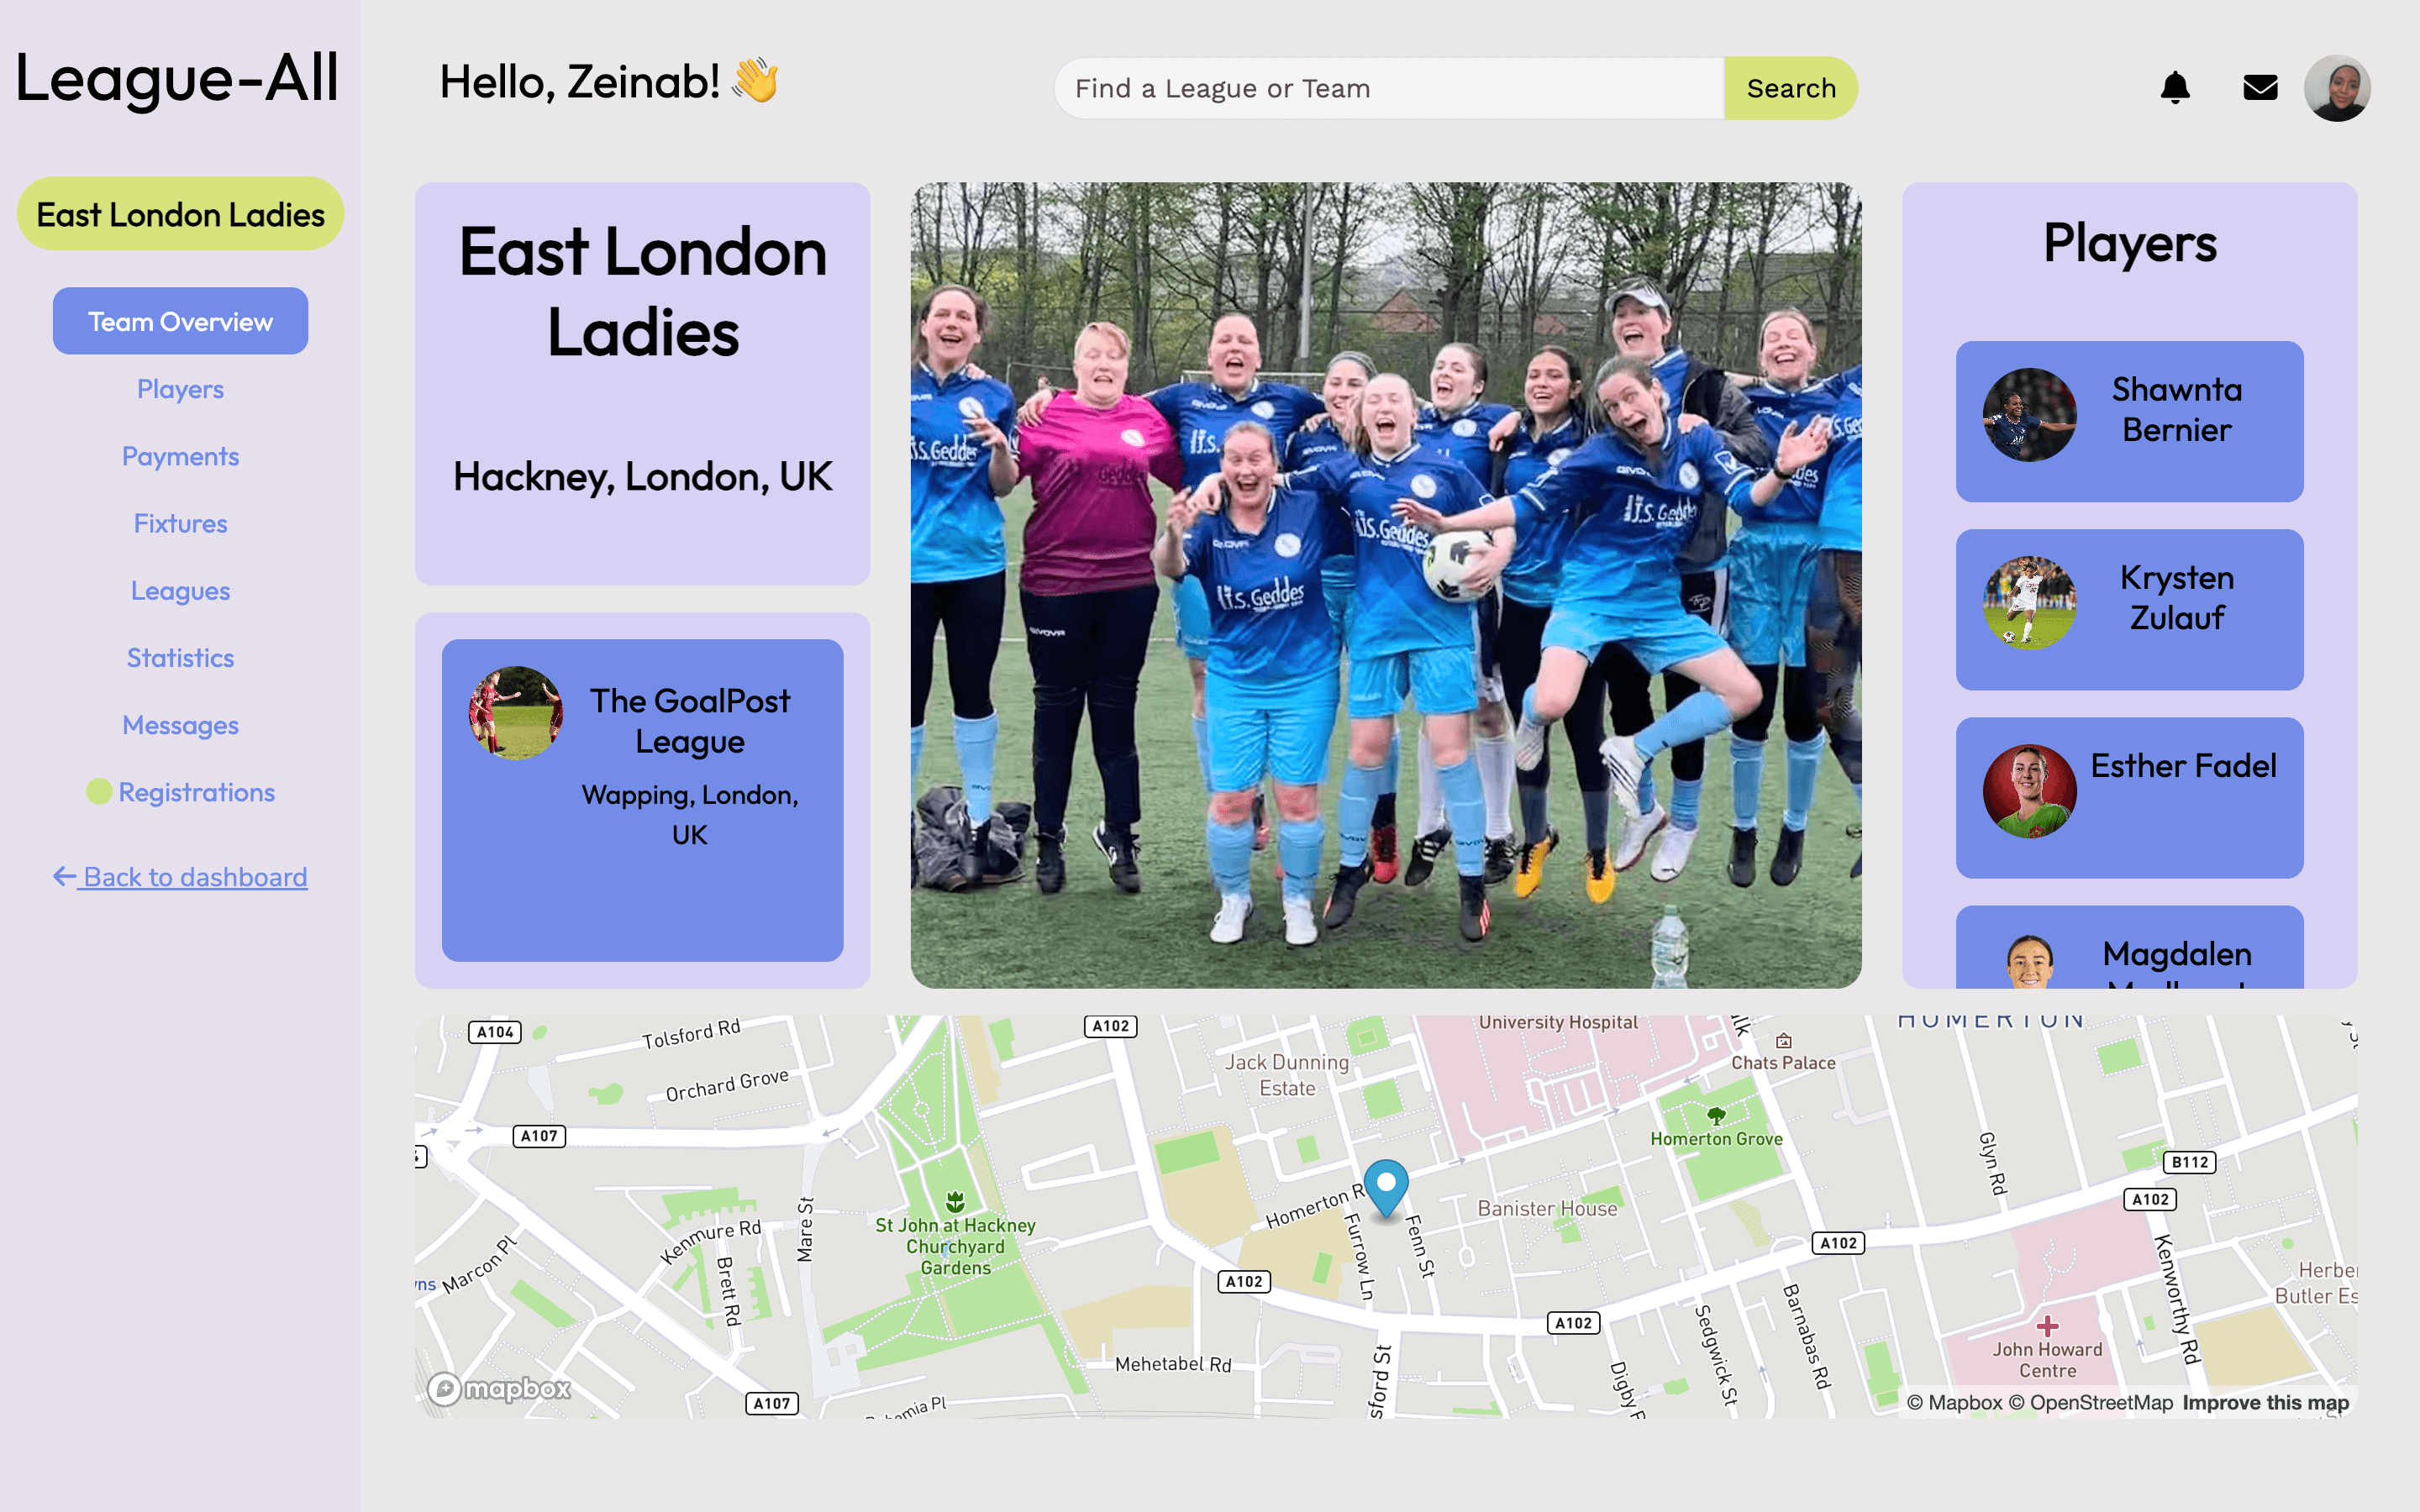 League-All
Hello, Zeinab! 👋
Find a League or Team
Search
East London Ladies
Team Overview
Players
Payments
Fixtures
Leagues
Statistics
Messages
Registrations
← Back to dashboard
East London
Ladies
Hackney, London, UK
The GoalPost
League
Wapping, London,
UK
J.S. Geddes
J.S. Geddes
J.S. Geddes
GIVOVA
Players
Shawnta
Bernier
Krysten
Zulauf
Esther Fadel
Magdalen
A104
Tolsford Rd
Orchard Grove
A107
A102
Jack Dunning
Estate
University Hospital
Chats Palace
HOMERTON
Homerton Grove
Glyn Rd
B112
A102
Kenmure Rd
Mare St
Marcon Pl
Brett Rd
St John at Hackney
Churchyard
Gardens
Homerton R
Furrow Ln
Fenn St
Banister House
A102
A102
A102
Kenworthy Rd
Butler Es
Sedgwick St
Barnabas Rd
John Howard
Centre
Mehetabel Rd
sford St
Digby R
mapbox
A107
© Mapbox © OpenStreetMap Improve this map